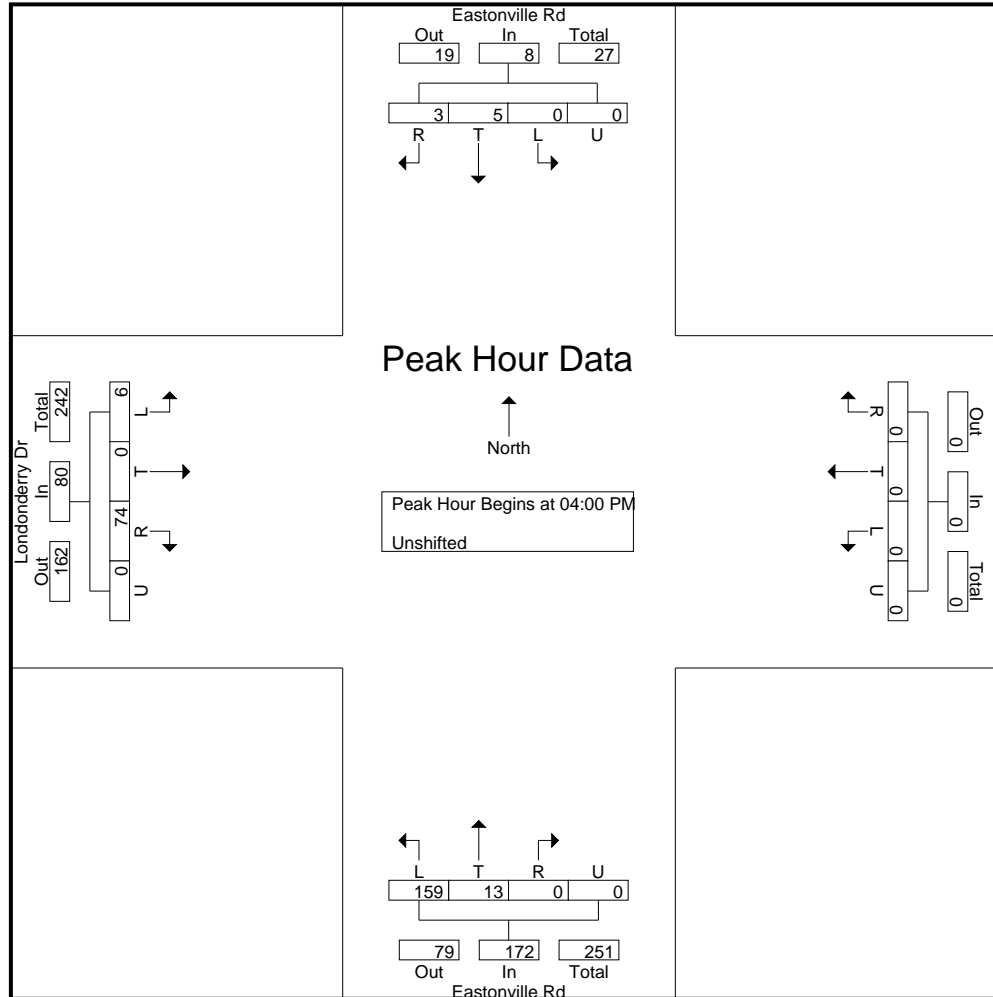 Eastonville Rd
Out In Total
19 8 27
3 5 0 0
R T L U
Peak Hour Data
North
Peak Hour Begins at 04:00 PM
Unshifted
Londonderry Dr
Out In Total
162 80 242
6 0 74 0
L T R U
R T L U
0 0 0 0
Out In Total
0 0 0
L T R U
159 13 0 0
79 172 251
Out In Total
Eastonville Rd